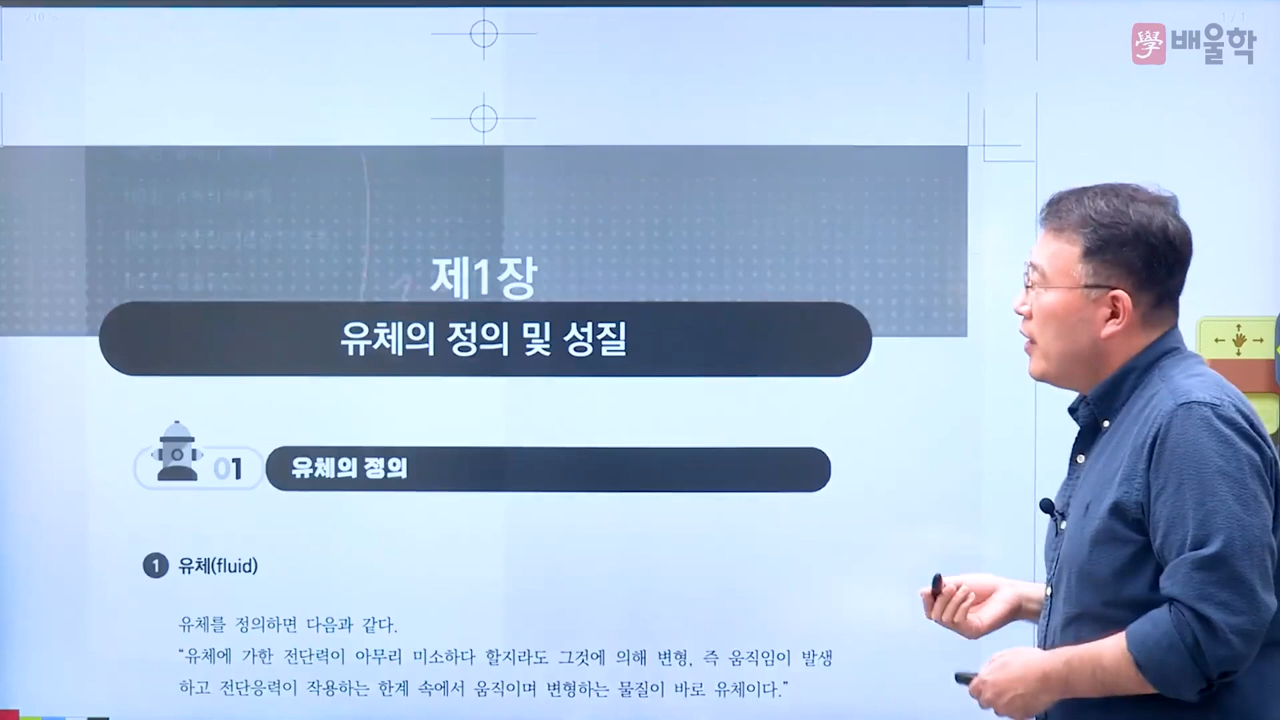 學 배울학
제1장
유체의 정의 및 성질
01 유체의 정의
1 유체(fluid)
유체를 정의하면 다음과 같다.
“유체에 가한 전단력이 아무리 미소하다 할지라도 그것에 의해 변형, 즉 움직임이 발생
하고 전단응력이 작용하는 한계 속에서 움직이며 변형하는 물질이 바로 유체이다.”